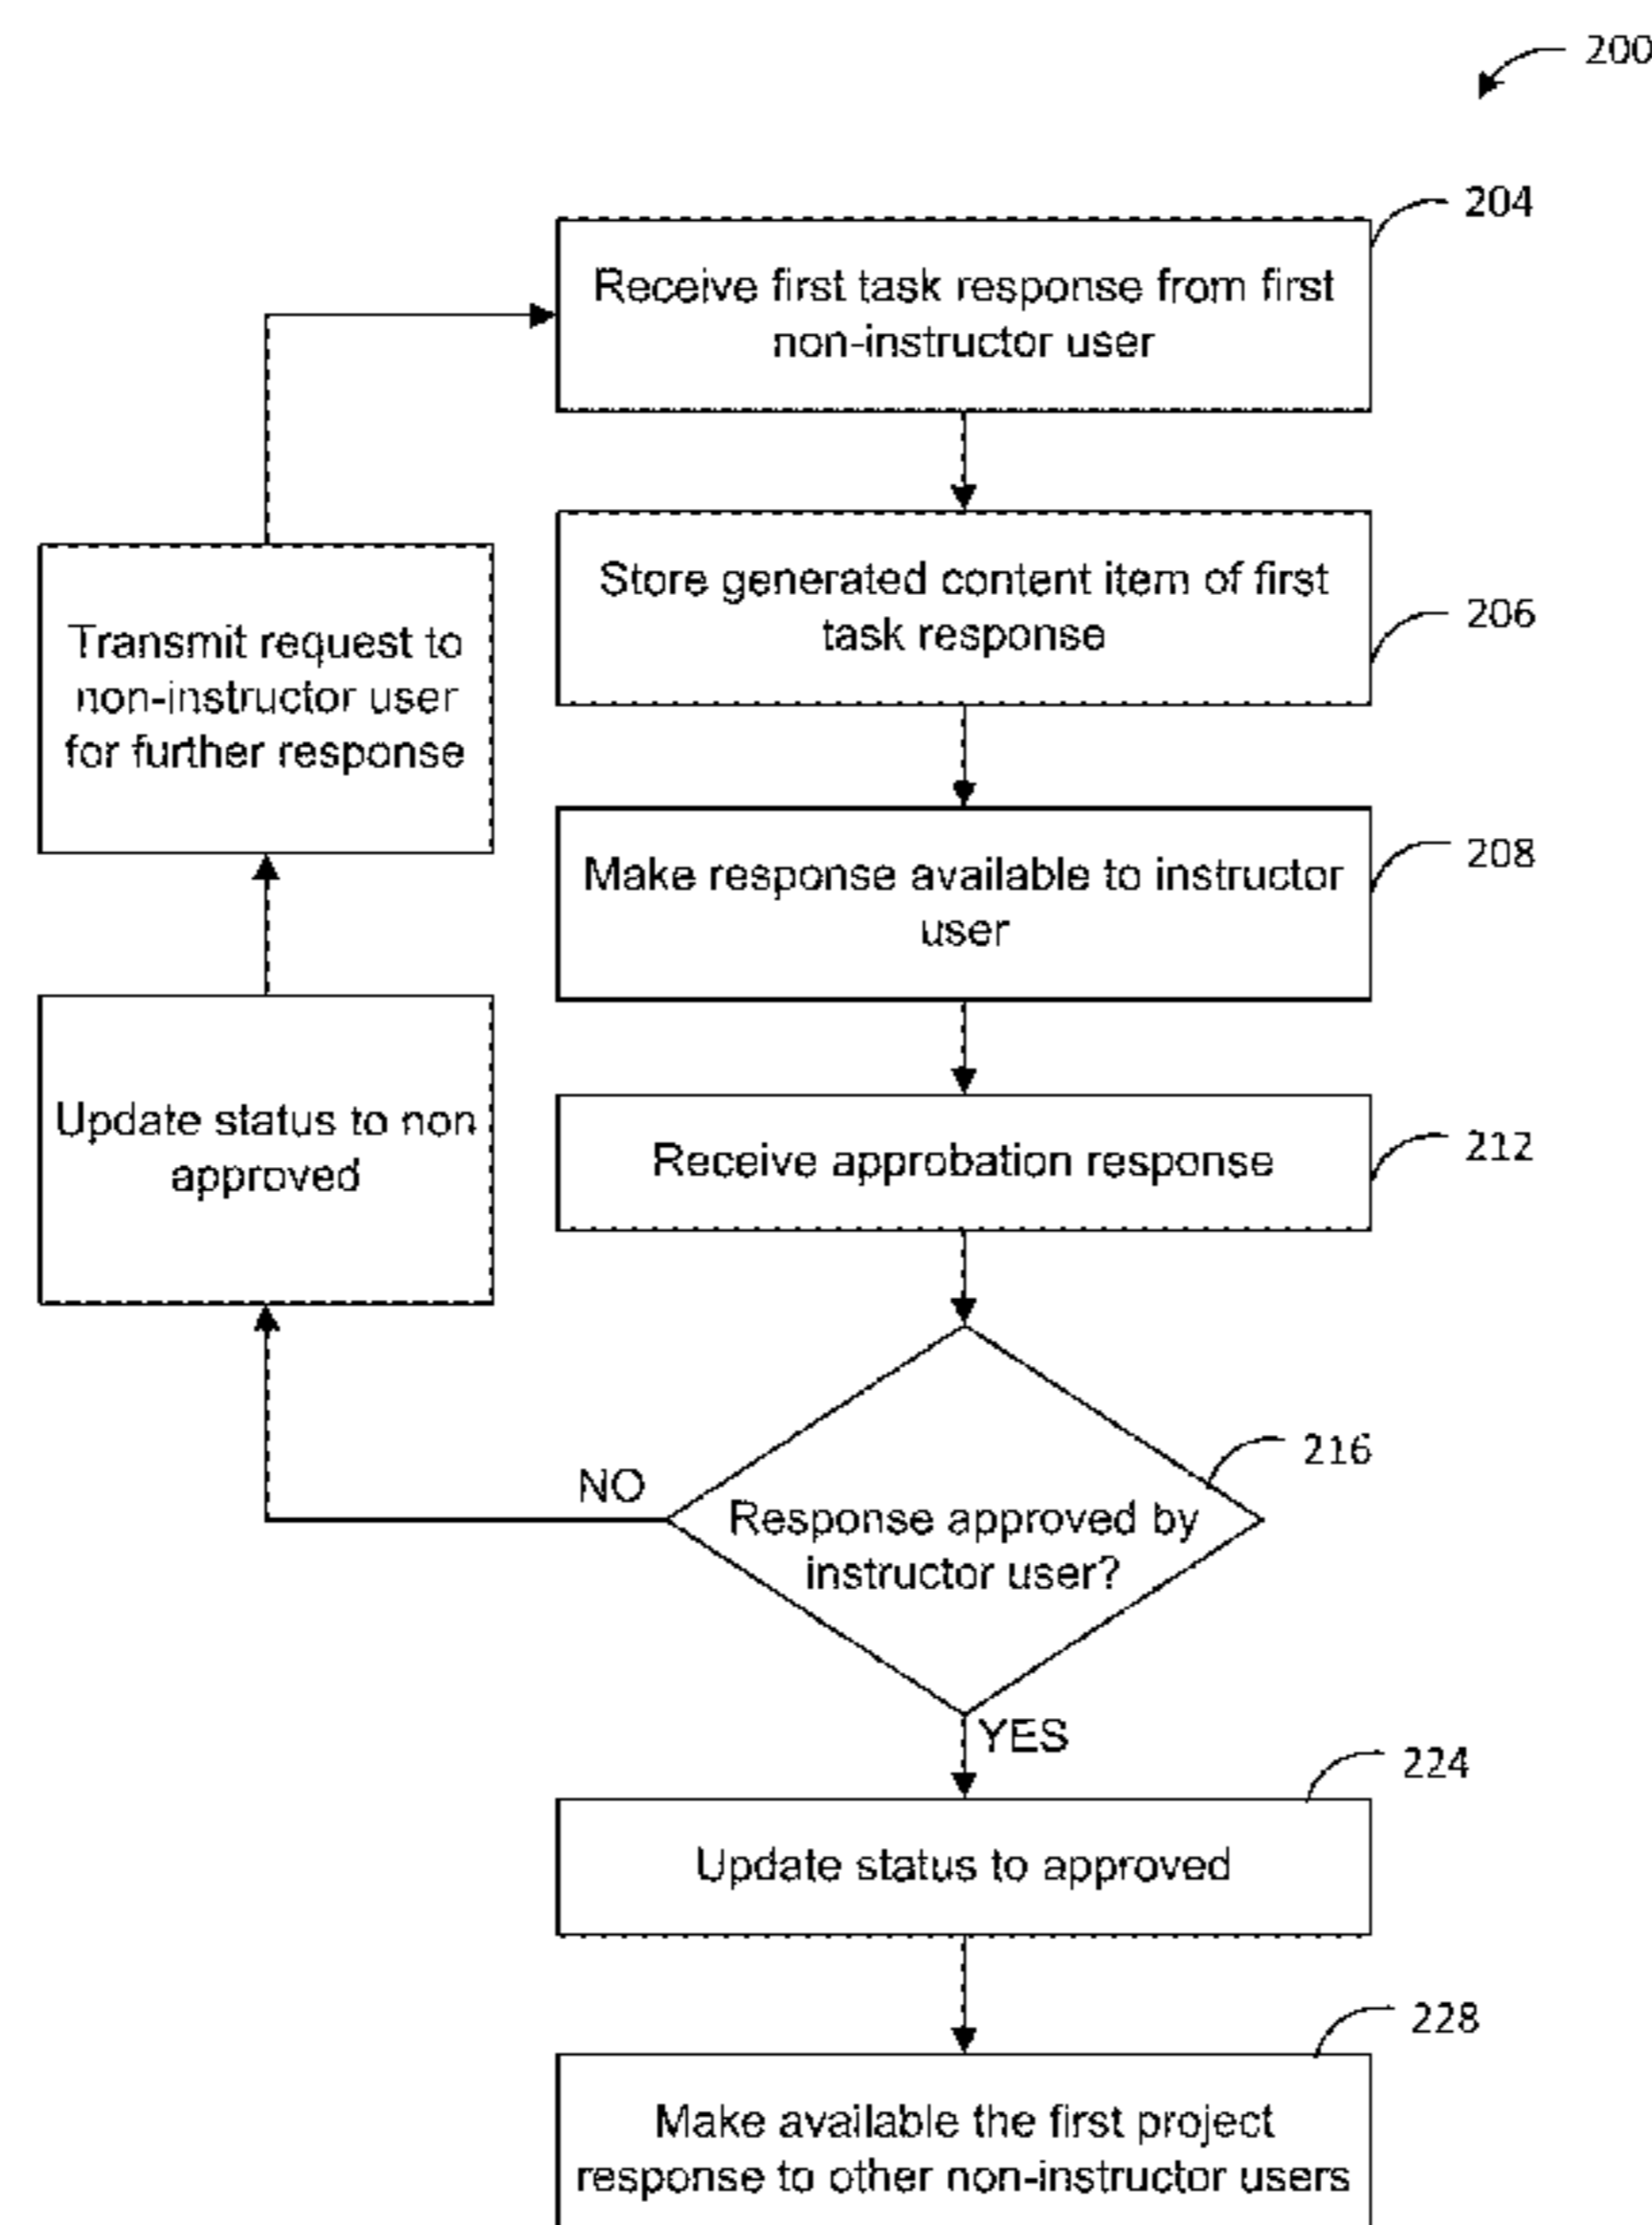 200
204
Receive first task response from first
non-instructor user
Store generated content item of first
task response
206
Transmit request to
non-instructor user
for further response
Make response available to instructor
user
208
Update status to non
approved
Receive approbation response
212
216
NO
Response approved by
instructor user?
YES
224
Update status to approved
228
Make available the first project
response to other non-instructor users